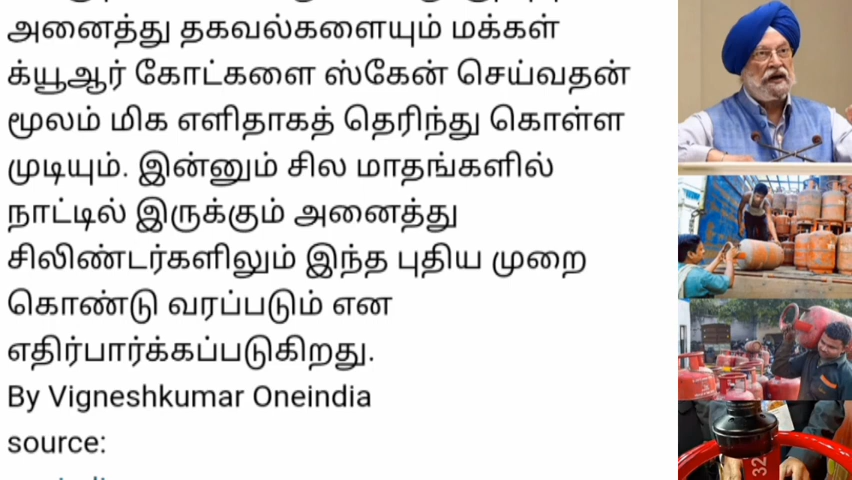 அனைத்து தகவல்களையும் மக்கள்
க்யூஆர் கோட்களை ஸ்கேன் செய்வதன்
மூலம் மிக எளிதாகத் தெரிந்து கொள்ள
முடியும். இன்னும் சில மாதங்களில்
நாட்டில் இருக்கும் அனைத்து
சிலிண்டர்களிலும் இந்த புதிய முறை
கொண்டு வரப்படும் என
எதிர்பார்க்கப்படுகிறது.
By Vigneshkumar Oneindia
source:
32